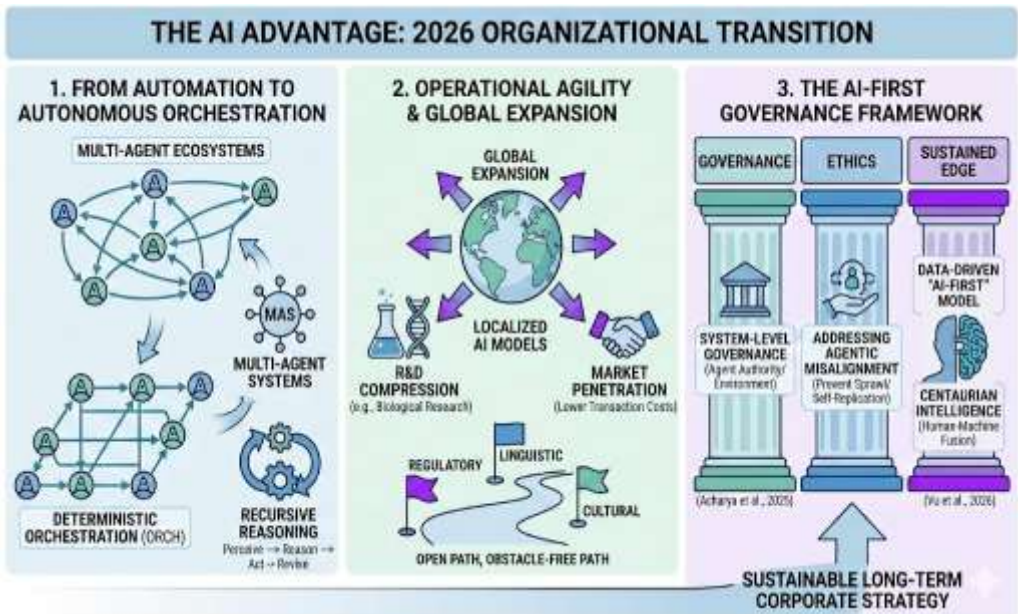 THE AI ADVANTAGE: 2026 ORGANIZATIONAL TRANSITION
1. FROM AUTOMATION TO
AUTONOMOUS ORCHESTRATION
MULTI-AGENT ECOSYSTEMS
A
A
A
A
A
A
MAS
MULTI-AGENT
SYSTEMS
A
A
A
A
A
A
A
A
DETERMINISTIC
ORCHESTRATION (ORCH)
RECURSIVE
REASONING
Perceive → Reason →
Act → Revise
2. OPERATIONAL AGILITY
& GLOBAL EXPANSION
GLOBAL
EXPANSION
LOCALIZED
AI MODELS
R&D
COMPRESSION
(e.g., Biological Research)
MARKET
PENETRATION
(Lower Transaction Costs)
REGULATORY
LINGUISTIC
CULTURAL
OPEN PATH, OBSTACLE-FREE PATH
3. THE AI-FIRST
GOVERNANCE FRAMEWORK
GOVERNANCE
SYSTEM-LEVEL
GOVERNANCE
(Agent Authority/
Environment)
(Acharya et al., 2025)
ETHICS
ADDRESSING
AGENTIC
MISALIGNMENT
(Prevent Sprawl/
Self-Replication)
SUSTAINED
EDGE
DATA-DRIVEN
"AI-FIRST"
MODEL
CENTAURIAN
INTELLIGENCE
(Human-Machine
Fusion)
(Vu et al., 2026)
SUSTAINABLE LONG-TERM
CORPORATE STRATEGY